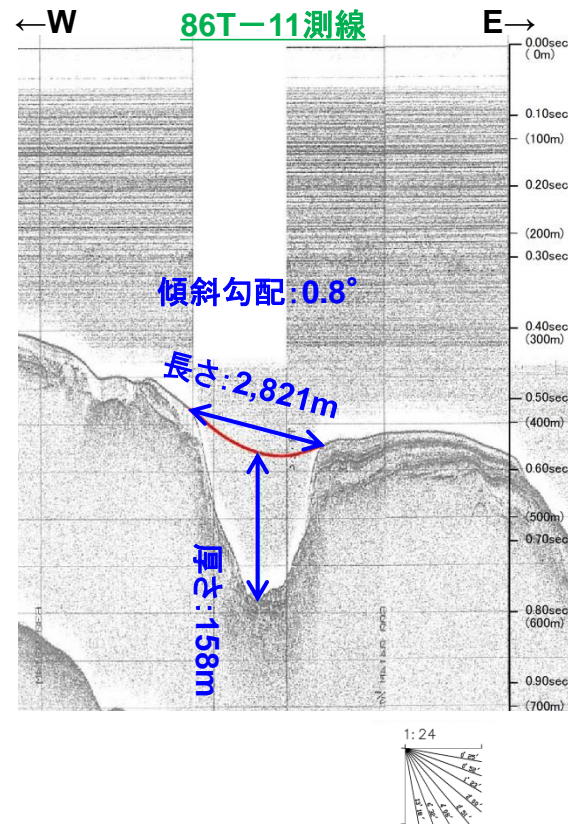 ←W
86T－11測線
E→
0.00sec
( 0m)
0.10sec
(100m)
0.20sec
(200m)
0.30sec
傾斜勾配：0.8°
0.40sec
(300m)
長さ：2,821m
0.50sec
(400m)
0.60sec
(500m)
0.70sec
厚さ：158m
0.80sec
(600m)
0.90sec
(700m)
1:24